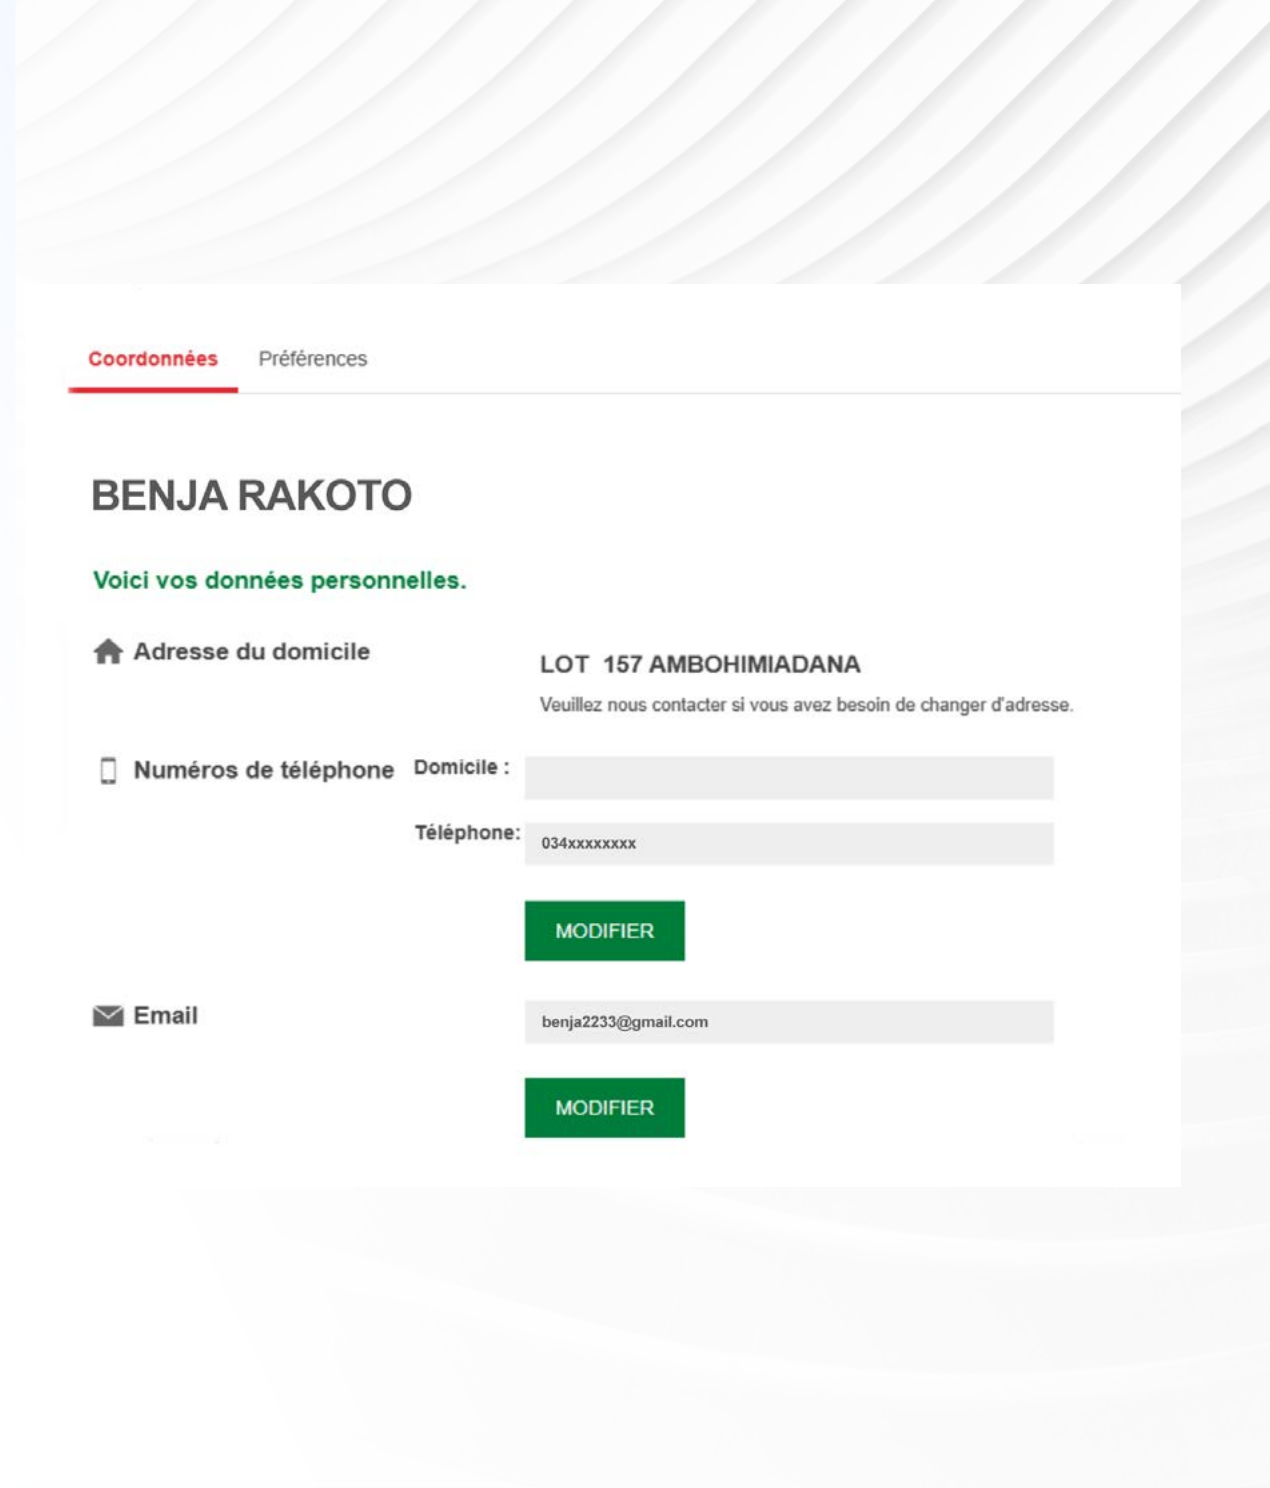 Coordonnées Préférences
BENJA RAKOTO
Voici vos données personnelles.
Adresse du domicile
LOT 157 AMBOHIMIADANA
Veuillez nous contacter si vous avez besoin de changer d'adresse.
Numéros de téléphone Domicile :
Téléphone: 034xxxxxxxx
MODIFIER
Email benja2233@gmail.com
MODIFIER